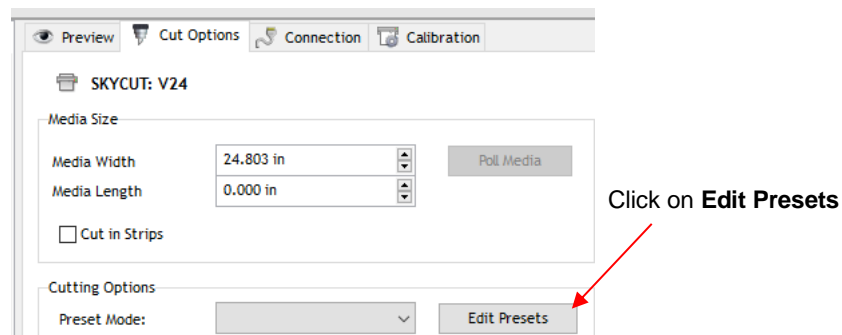 Preview Cut Options Connection Calibration
SKYCUT: V24
Media Size
Media Width 24.803 in Poll Media
Media Length 0.000 in
Click on Edit Presets
Cut in Strips
Cutting Options
Preset Mode: Edit Presets